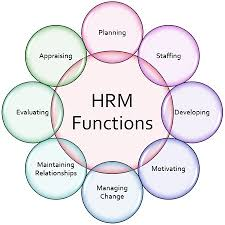 Planning
Staffing
Developing
Motivating
Managing
Change
Maintaining
Relationships
Evaluating
Appraising
HRM
Functions